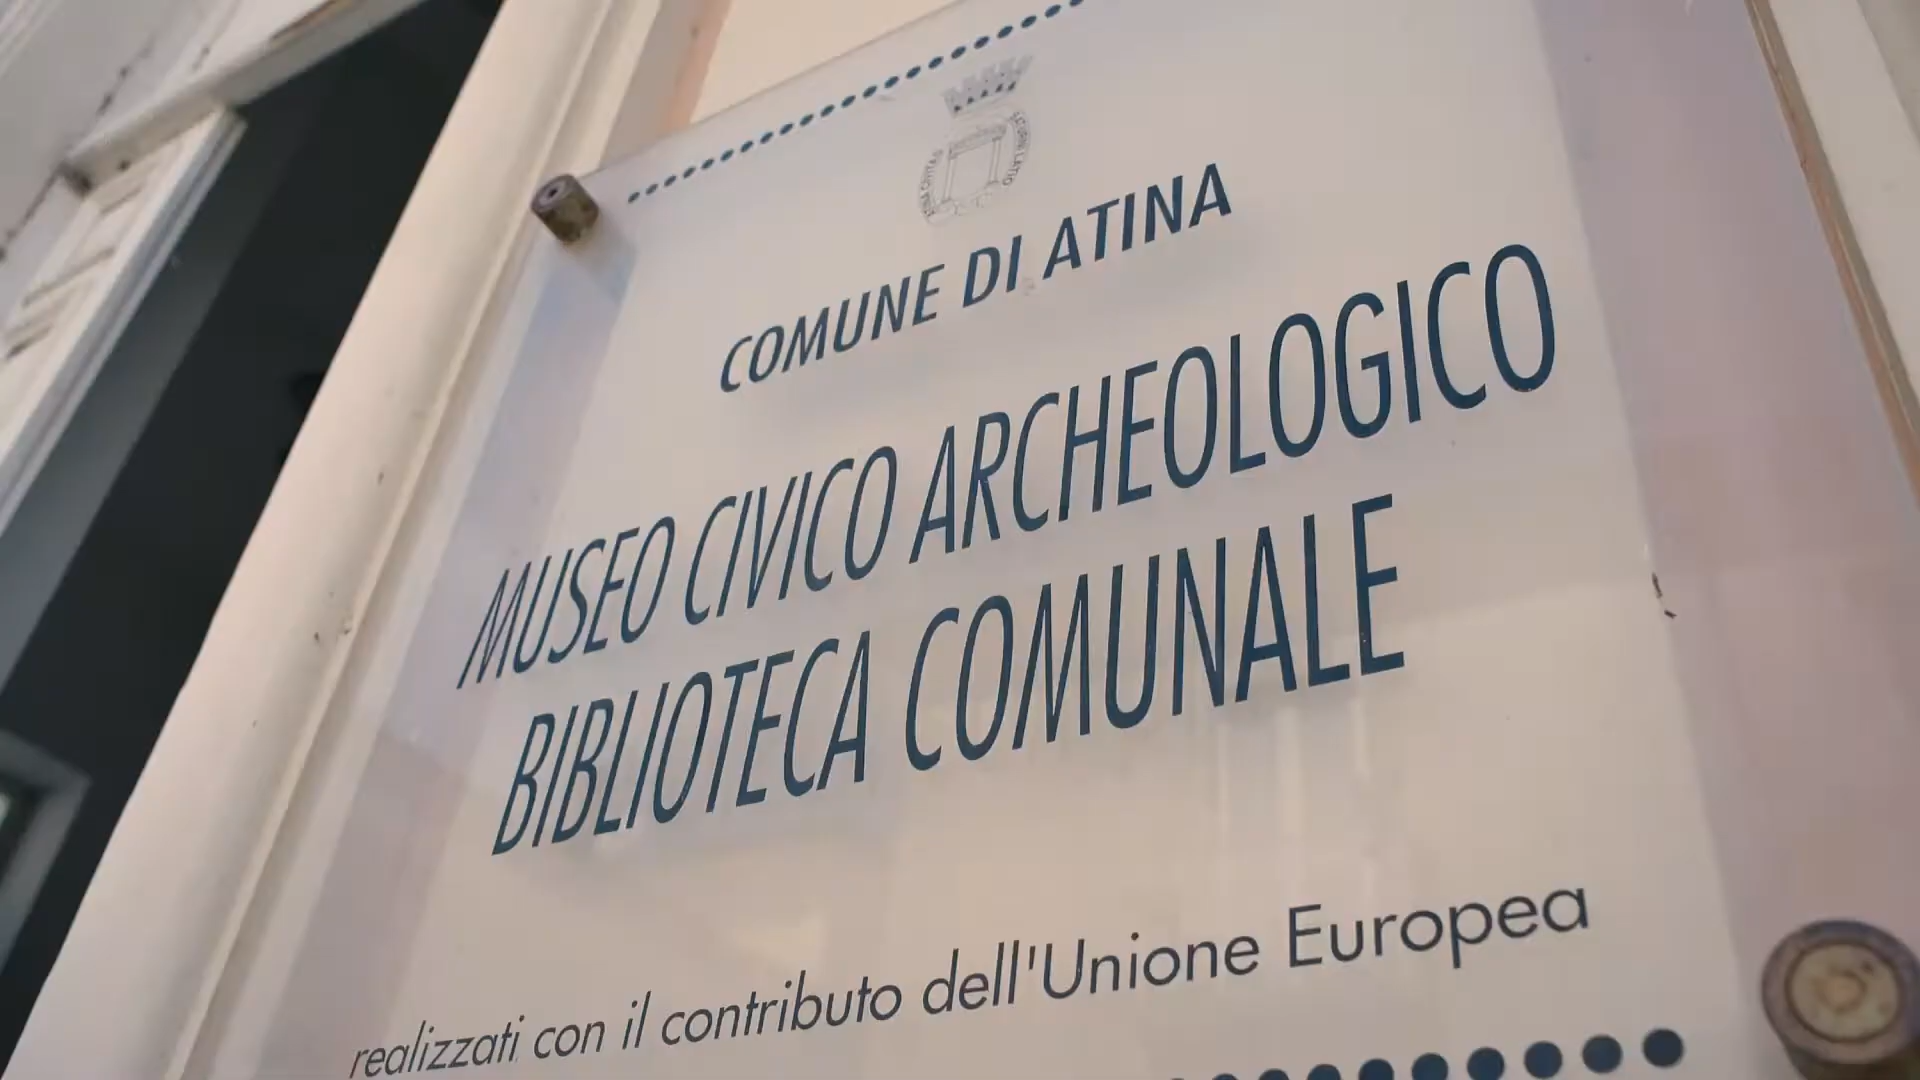 COMUNE DI ATINA
MUSEO CIVICO ARCHEOLOGICO
BIBLIOTECA COMUNALE
realizzati con il contributo dell'Unione Europea